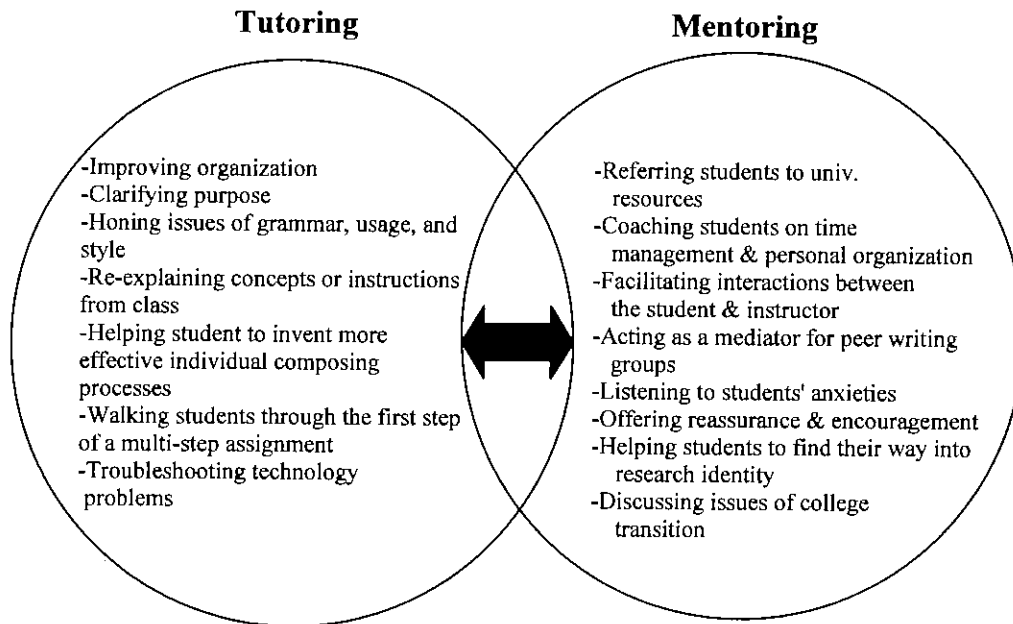 Tutoring
Mentoring
-Improving organization
-Clarifying purpose
-Honing issues of grammar, usage, and
style
-Re-explaining concepts or instructions
from class
-Helping student to invent more
effective individual composing
processes
-Walking students through the first step
of a multi-step assignment
-Troubleshooting technology
problems
-Referring students to univ.
resources
-Coaching students on time
management & personal organization
-Facilitating interactions between
the student & instructor
-Acting as a mediator for peer writing
groups
-Listening to students' anxieties
-Offering reassurance & encouragement
-Helping students to find their way into
research identity
-Discussing issues of college
transition